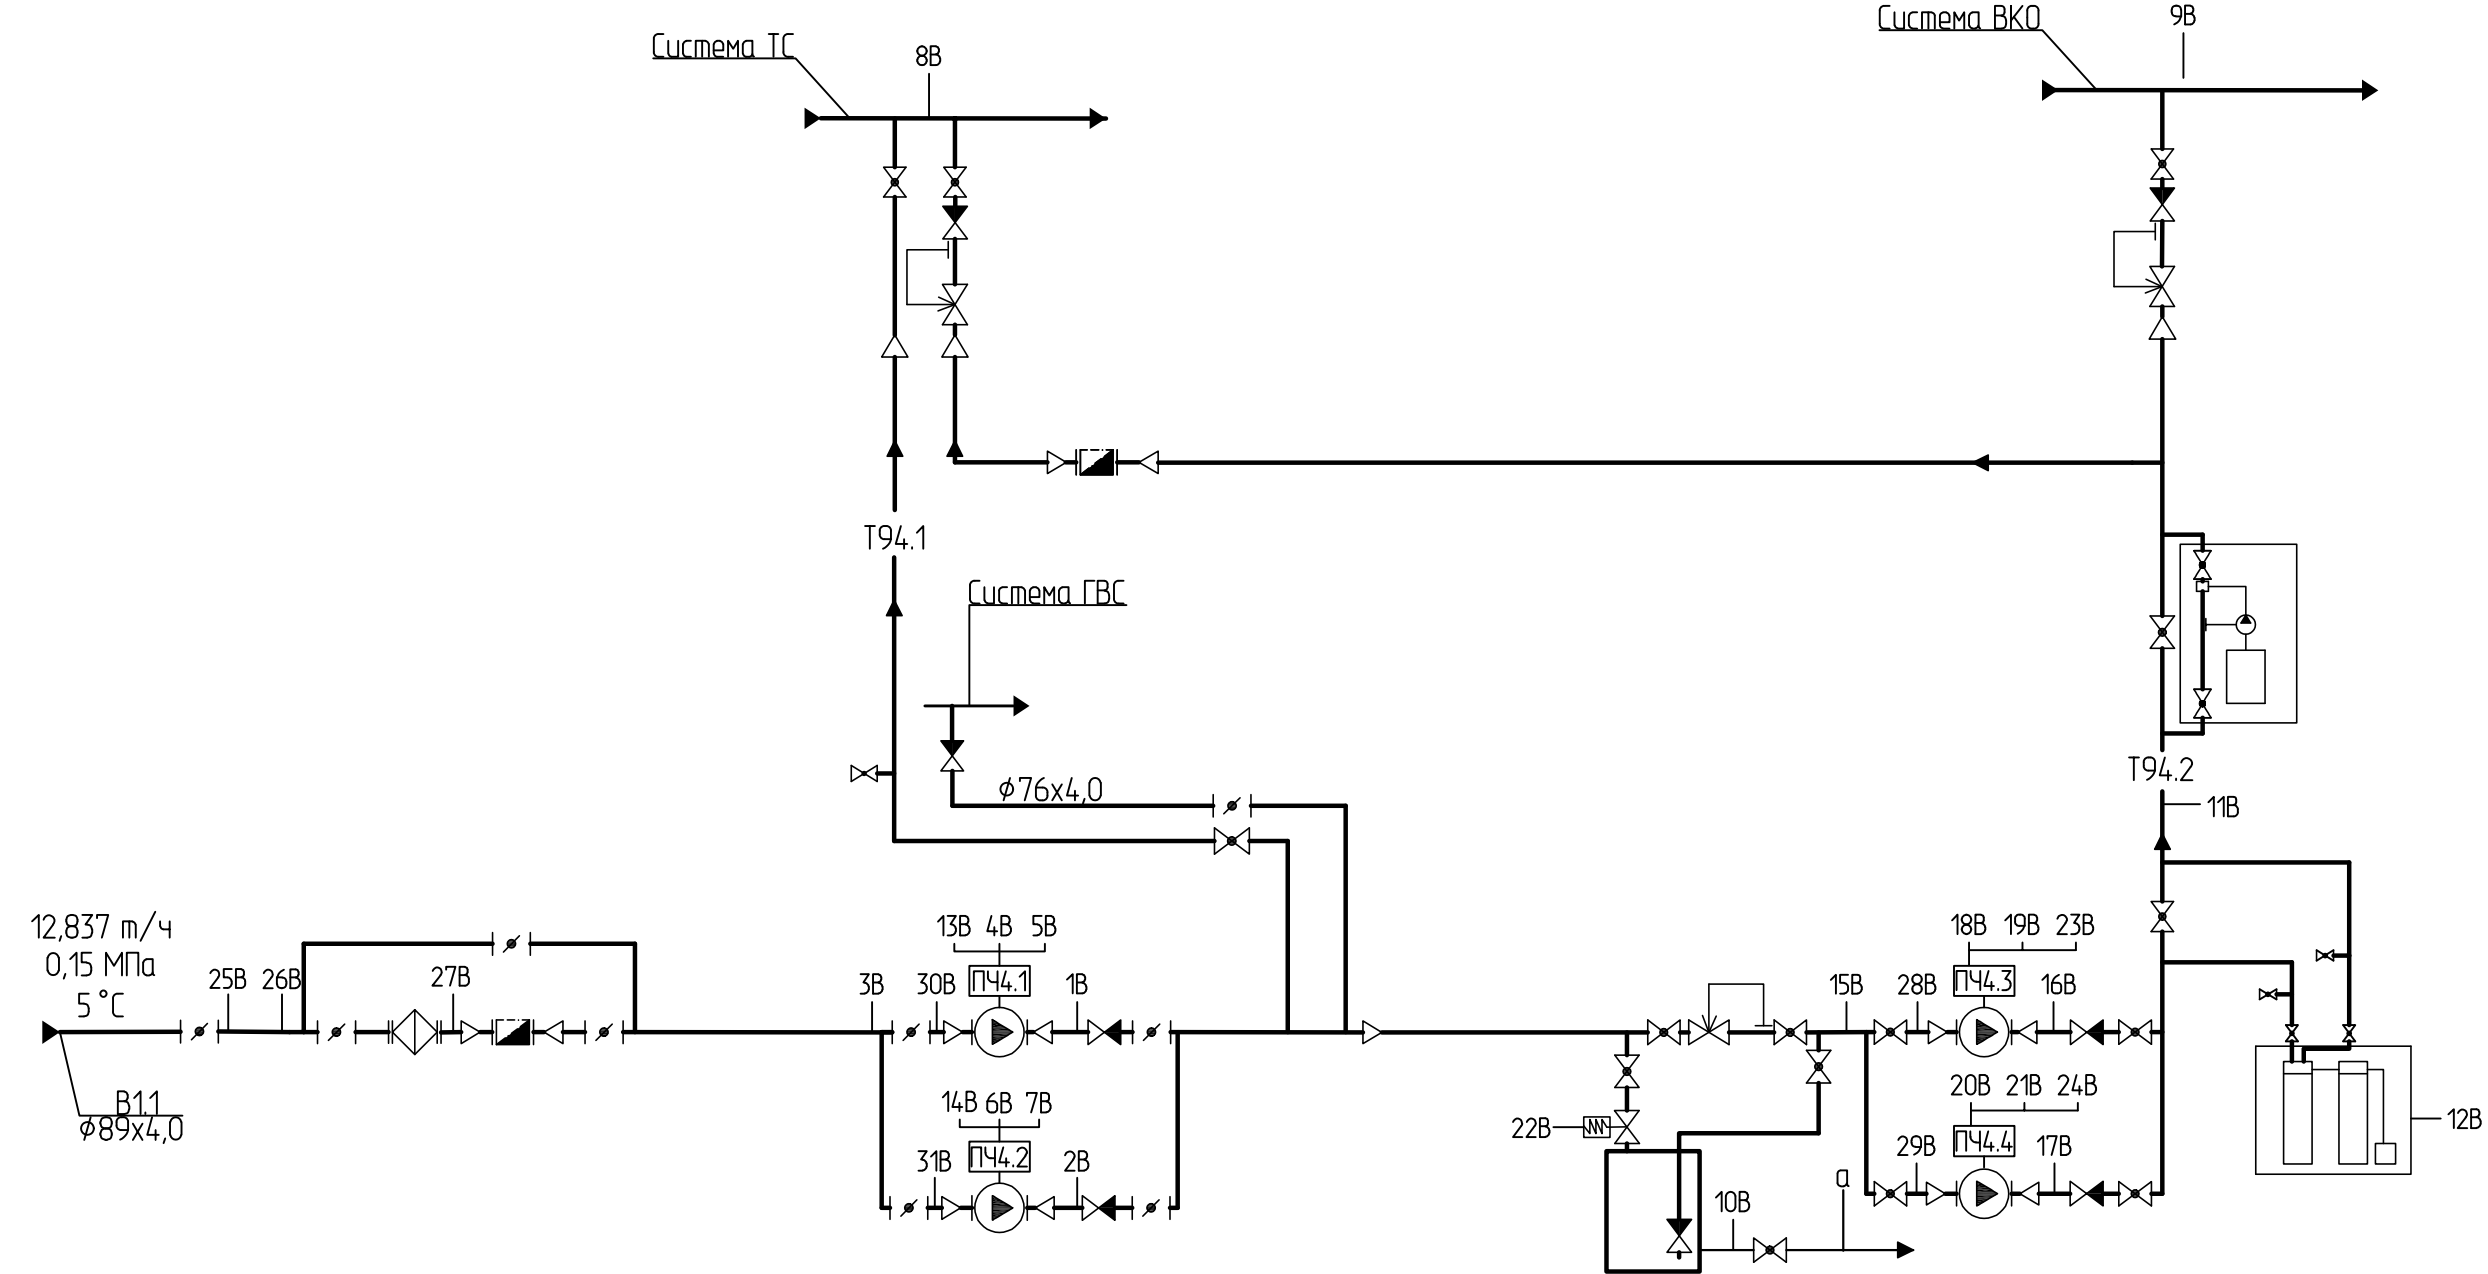 Система ТС
8В
Система ВКО
9В
Т94.1
Система ГВС
⌀76х4,0
Т94.2
11В
12,837 т/ч
0,15 МПа
5 °С
25В
26В
27В
В1.1
⌀89х4,0
3В
30В
13В
4В
5В
ПЧ4.1
1В
14В
6В
7В
ПЧ4.2
31В
2В
22В
10В
а
15В
28В
18В
19В
23В
ПЧ4.3
16В
20В
21В
24В
ПЧ4.4
29В
17В
12В